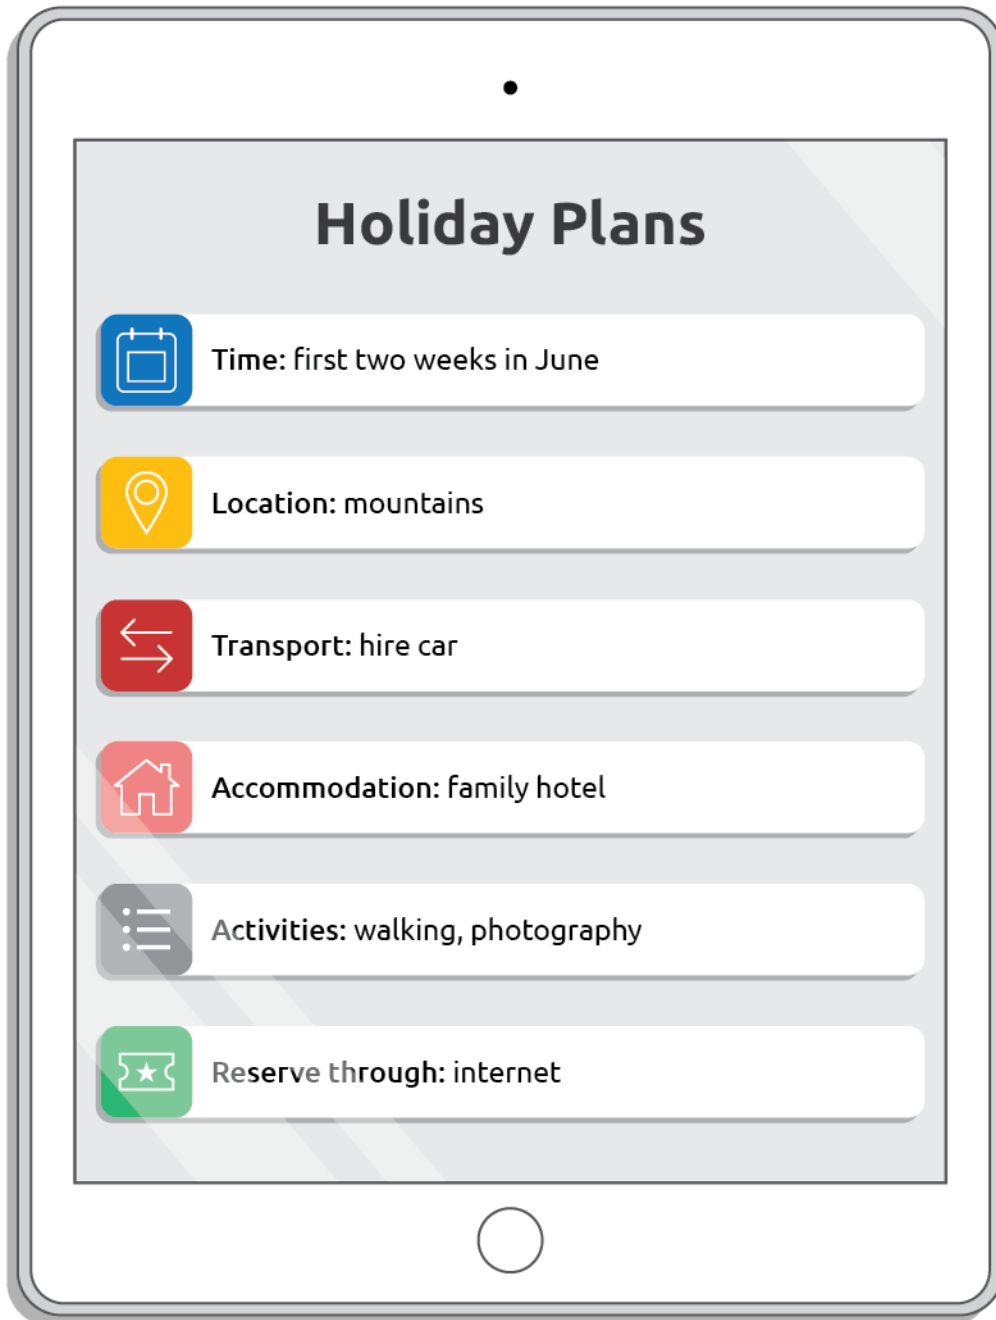 Holiday Plans
Time: first two weeks in June
Location: mountains
Transport: hire car
Accommodation: family hotel
Activities: walking, photography
Reserve through: internet